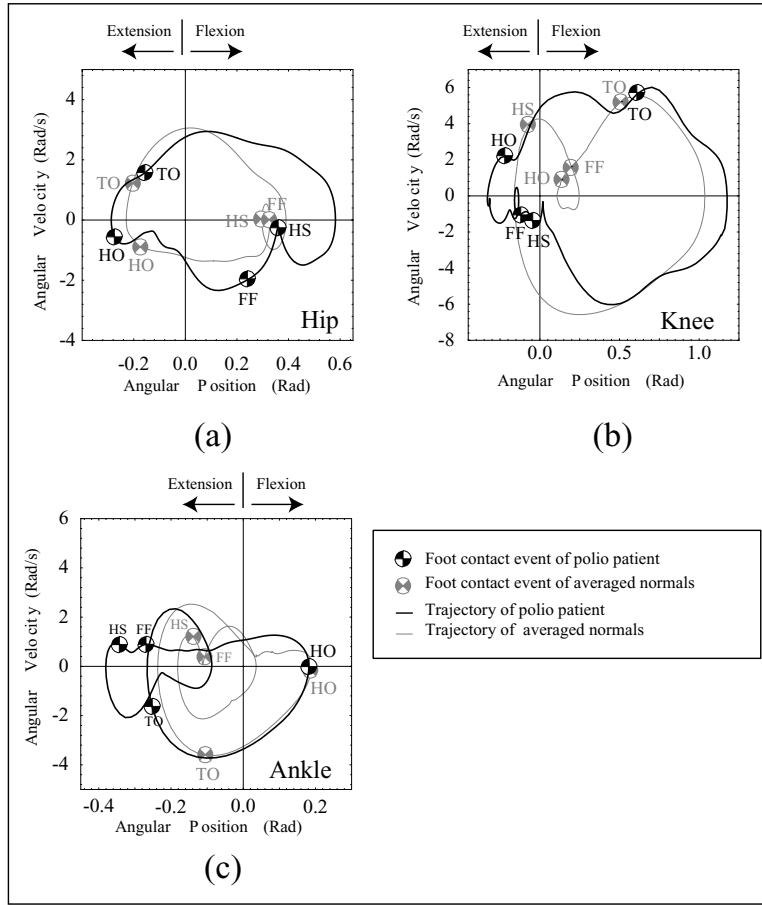 Extension Flexion
4
2
0
-2
-4
-0.2 0.0 0.2 0.4 0.6
Angular Velocity (Rad/s)
Angular Position (Rad)
TO
TO
FF
HS
HS
HO
HO
FF
Hip
(a)
Extension Flexion
6
4
2
0
-2
-4
-6
-8
0.0 0.5 1.0
Angular Velocity (Rad/s)
Angular Position (Rad)
TO
HS
TO
HO
FF
HO
FF
HS
Knee
(b)
Extension Flexion
6
4
2
0
-2
-4
-0.4 -0.2 0.0 0.2
Angular Velocity (Rad/s)
Angular Position (Rad)
HS
HS
FF
FF
HO
HO
TO
TO
Ankle
(c)
Foot contact event of polio patient
Foot contact event of averaged normals
Trajectory of polio patient
Trajectory of averaged normals